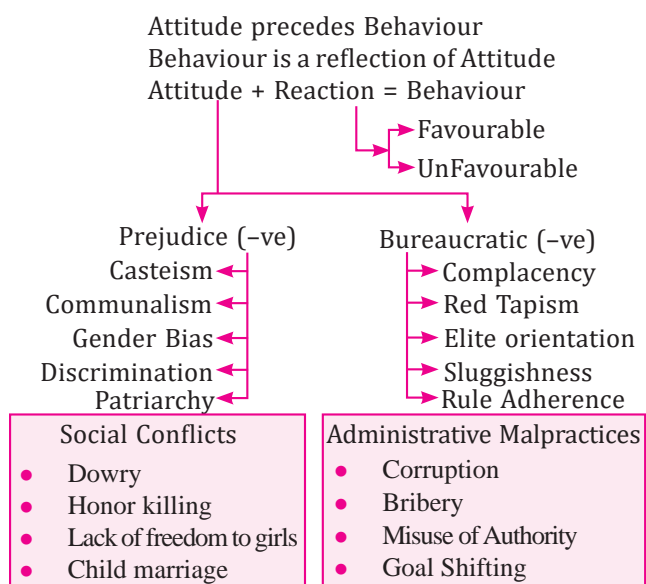 Attitude precedes Behaviour
Behaviour is a reflection of Attitude
Attitude + Reaction = Behaviour
Favourable
UnFavourable
Prejudice (–ve)
Casteism
Communalism
Gender Bias
Discrimination
Patriarchy
Bureaucratic (–ve)
Complacency
Red Tapism
Elite orientation
Sluggishness
Rule Adherence
Social Conflicts
• Dowry
• Honor killing
• Lack of freedom to girls
• Child marriage
Administrative Malpractices
• Corruption
• Bribery
• Misuse of Authority
• Goal Shifting